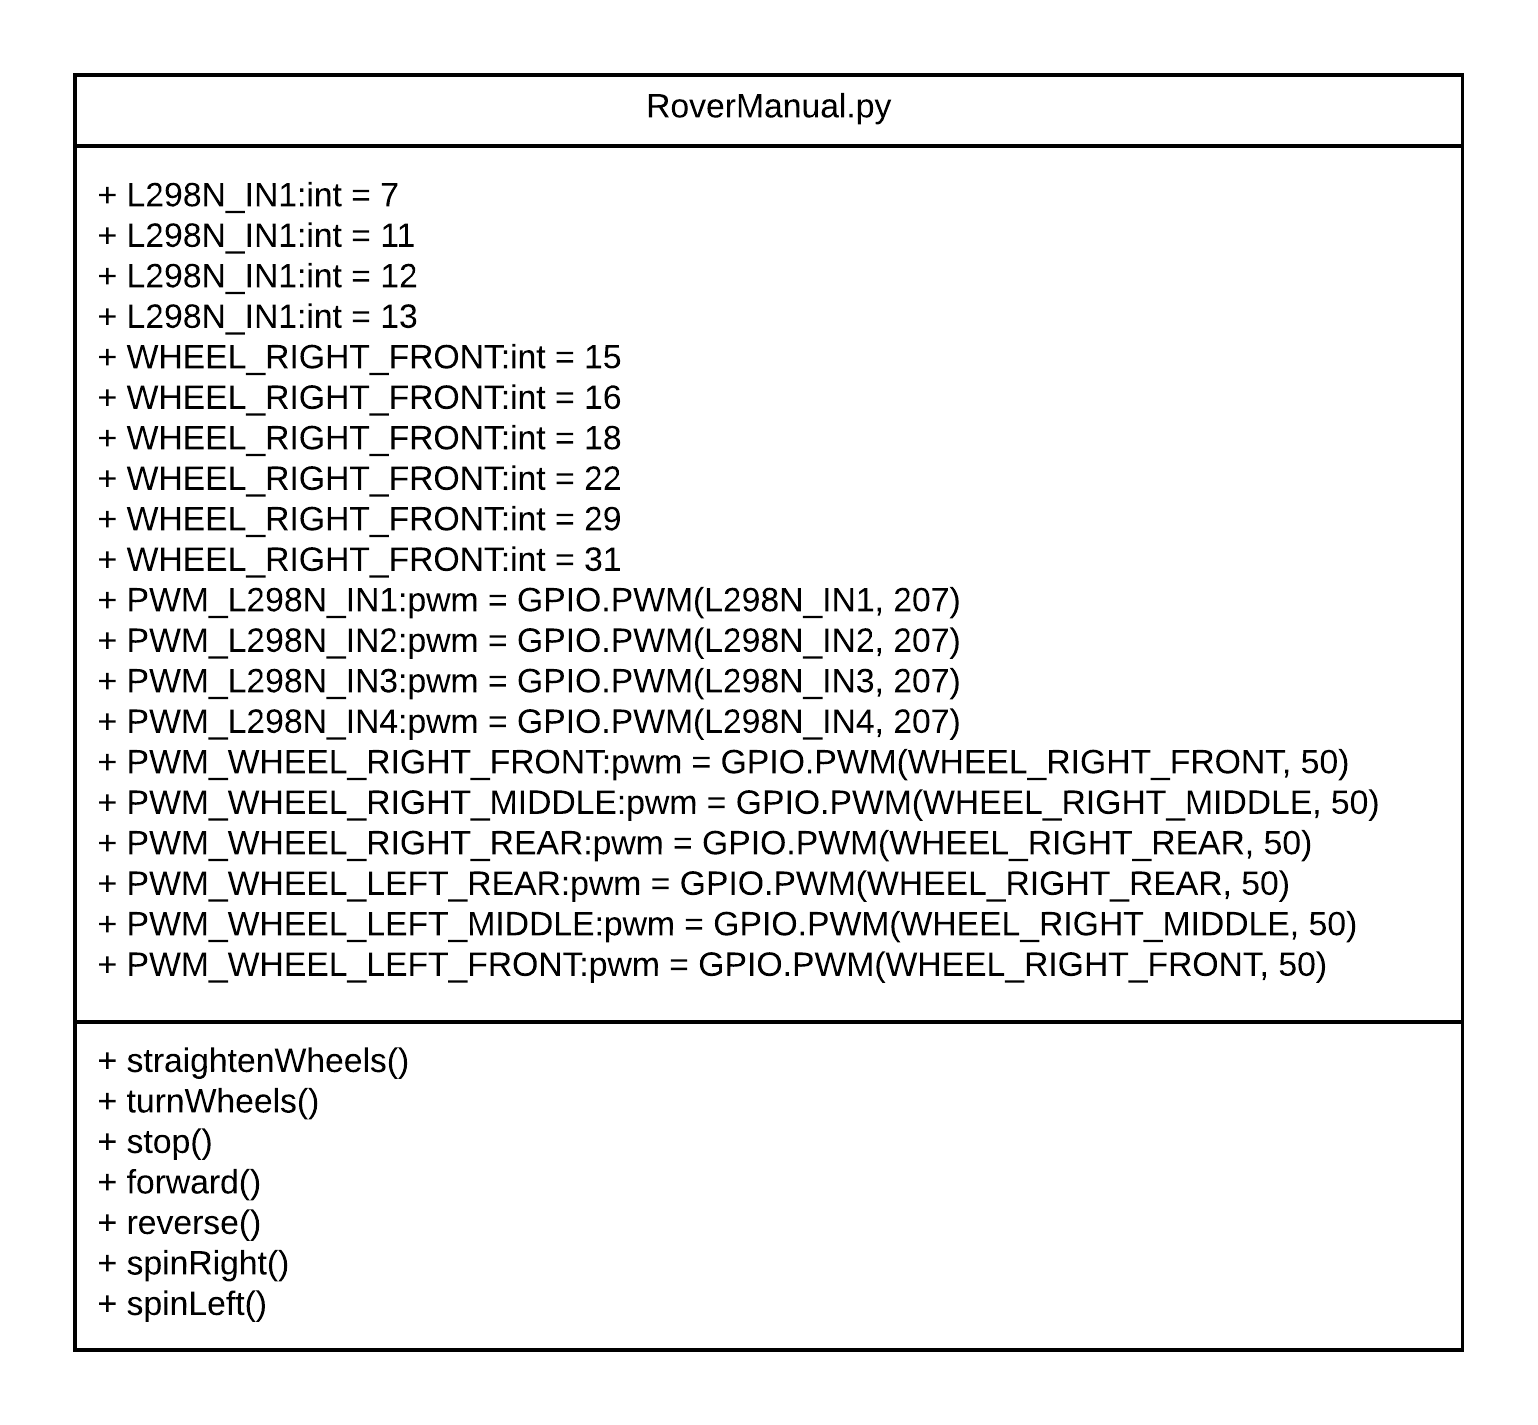 RoverManual.py
+ L298N_IN1:int = 7
+ L298N_IN1:int = 11
+ L298N_IN1:int = 12
+ L298N_IN1:int = 13
+ WHEEL_RIGHT_FRONT:int = 15
+ WHEEL_RIGHT_FRONT:int = 16
+ WHEEL_RIGHT_FRONT:int = 18
+ WHEEL_RIGHT_FRONT:int = 22
+ WHEEL_RIGHT_FRONT:int = 29
+ WHEEL_RIGHT_FRONT:int = 31
+ PWM_L298N_IN1:pwm = GPIO.PWM(L298N_IN1, 207)
+ PWM_L298N_IN2:pwm = GPIO.PWM(L298N_IN2, 207)
+ PWM_L298N_IN3:pwm = GPIO.PWM(L298N_IN3, 207)
+ PWM_L298N_IN4:pwm = GPIO.PWM(L298N_IN4, 207)
+ PWM_WHEEL_RIGHT_FRONT:pwm = GPIO.PWM(WHEEL_RIGHT_FRONT, 50)
+ PWM_WHEEL_RIGHT_MIDDLE:pwm = GPIO.PWM(WHEEL_RIGHT_MIDDLE, 50)
+ PWM_WHEEL_RIGHT_REAR:pwm = GPIO.PWM(WHEEL_RIGHT_REAR, 50)
+ PWM_WHEEL_LEFT_REAR:pwm = GPIO.PWM(WHEEL_RIGHT_REAR, 50)
+ PWM_WHEEL_LEFT_MIDDLE:pwm = GPIO.PWM(WHEEL_RIGHT_MIDDLE, 50)
+ PWM_WHEEL_LEFT_FRONT:pwm = GPIO.PWM(WHEEL_RIGHT_FRONT, 50)
+ straightenWheels()
+ turnWheels()
+ stop()
+ forward()
+ reverse()
+ spinRight()
+ spinLeft()